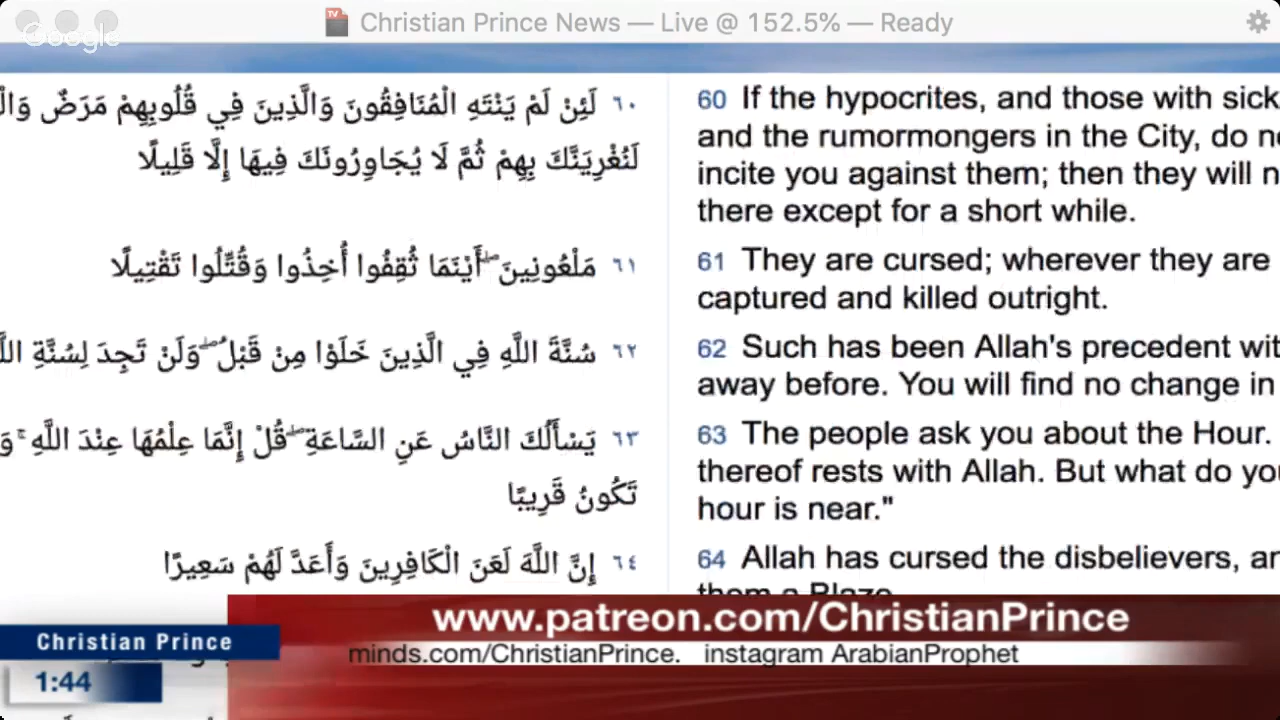 Christian Prince News — Live @ 152.5% — Ready
Google
٦٠ لَئِنْ لَمْ يَنْتَهِ الْمُنَافِقُونَ وَالَّذِينَ فِي قُلُوبِهِمْ مَرَضٌ
لَنُغْرِيَنَّكَ بِهِمْ ثُمَّ لَا يُجَاوِرُونَكَ فِيهَا إِلَّا قَلِيلًا
٦١ مَلْعُونِينَ ۖ أَيْنَمَا ثُقِفُوا أُخِذُوا وَقُتِّلُوا تَقْتِيلًا
٦٢ سُنَّةَ اللَّهِ فِي الَّذِينَ خَلَوْا مِنْ قَبْلُ ۖ وَلَنْ تَجِدَ لِسُنَّةِ
٦٣ يَسْأَلُكَ النَّاسُ عَنِ السَّاعَةِ ۖ قُلْ إِنَّمَا عِلْمُهَا عِنْدَ اللَّهِ ۚ
تَكُونُ قَرِيبًا
٦٤ إِنَّ اللَّهَ لَعَنَ الْكَافِرِينَ وَأَعَدَّ لَهُمْ سَعِيرًا
60 If the hypocrites, and those with sick
and the rumormongers in the City, do
incite you against them; then they will
there except for a short while.
61 They are cursed; wherever they are
captured and killed outright.
62 Such has been Allah's precedent
away before. You will find no change in
63 The people ask you about the Hour.
thereof rests with Allah. But what do
hour is near."
64 Allah has cursed the disbelievers,
them a Blaze
www.patreon.com/ChristianPrince
Christian Prince
minds.com/ChristianPrince. instagram ArabianProphet
1:44